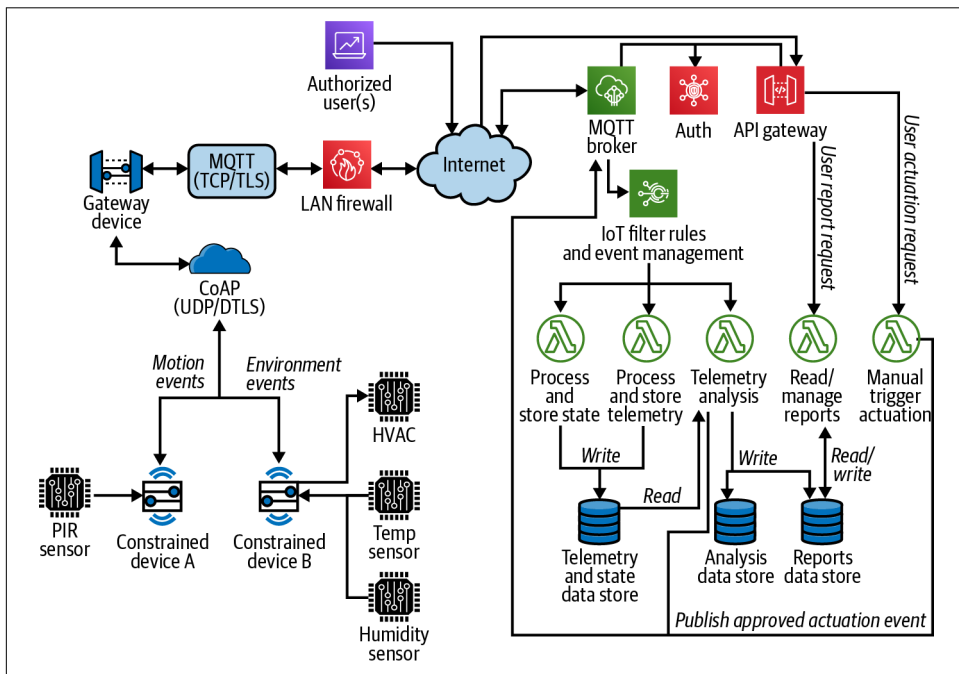 Authorized
user(s)
Internet
MQTT
broker
Auth
API gateway
MQTT
(TCP/TLS)
Gateway
device
LAN firewall
User report request
User actuation request
IoT filter rules
and event management
CoAP
(UDP/DTLS)
Motion
events
Environment
events
HVAC
Process
and
store state
Process
and store
telemetry
Telemetry
analysis
Read/
manage
reports
Manual
trigger
actuation
Write
Read
Write
Read/
write
PIR
sensor
Constrained
device A
Constrained
device B
Temp
sensor
Humidity
sensor
Telemetry
and state
data store
Analysis
data store
Reports
data store
Publish approved actuation event